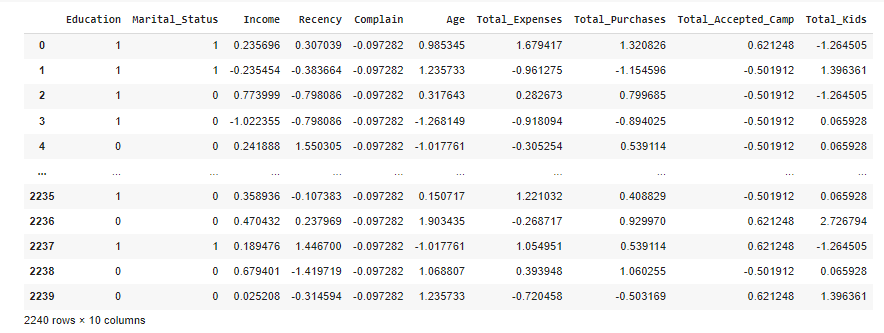 Education Marital_Status Income Recency Complain Age Total_Expenses Total_Purchases Total_Accepted_Camp Total_Kids
0 1 1 0.235696 0.307039 -0.097282 0.985345 1.679417 1.320826 0.621248 -1.264505
1 1 1 -0.235454 -0.383664 -0.097282 1.235733 -0.961275 -1.154596 -0.501912 1.396361
2 1 0 0.773999 -0.798086 -0.097282 0.317643 0.282673 0.799685 -0.501912 -1.264505
3 1 0 -1.022355 -0.798086 -0.097282 -1.268149 -0.918094 -0.894025 -0.501912 0.065928
4 0 0 0.241888 1.550305 -0.097282 -1.017761 -0.305254 0.539114 -0.501912 0.065928
... ... ... ... ... ... ... ... ... ... ...
2235 1 0 0.358936 -0.107383 -0.097282 0.150717 1.221032 0.408829 -0.501912 0.065928
2236 0 0 0.470432 0.237969 -0.097282 1.903435 -0.268717 0.929970 0.621248 2.726794
2237 1 1 0.189476 1.446700 -0.097282 -1.017761 1.054951 0.539114 0.621248 -1.264505
2238 0 0 0.679401 -1.419719 -0.097282 1.068807 0.393948 1.060255 -0.501912 0.065928
2239 0 0 0.025208 -0.314594 -0.097282 1.235733 -0.720458 -0.503169 0.621248 1.396361
2240 rows × 10 columns